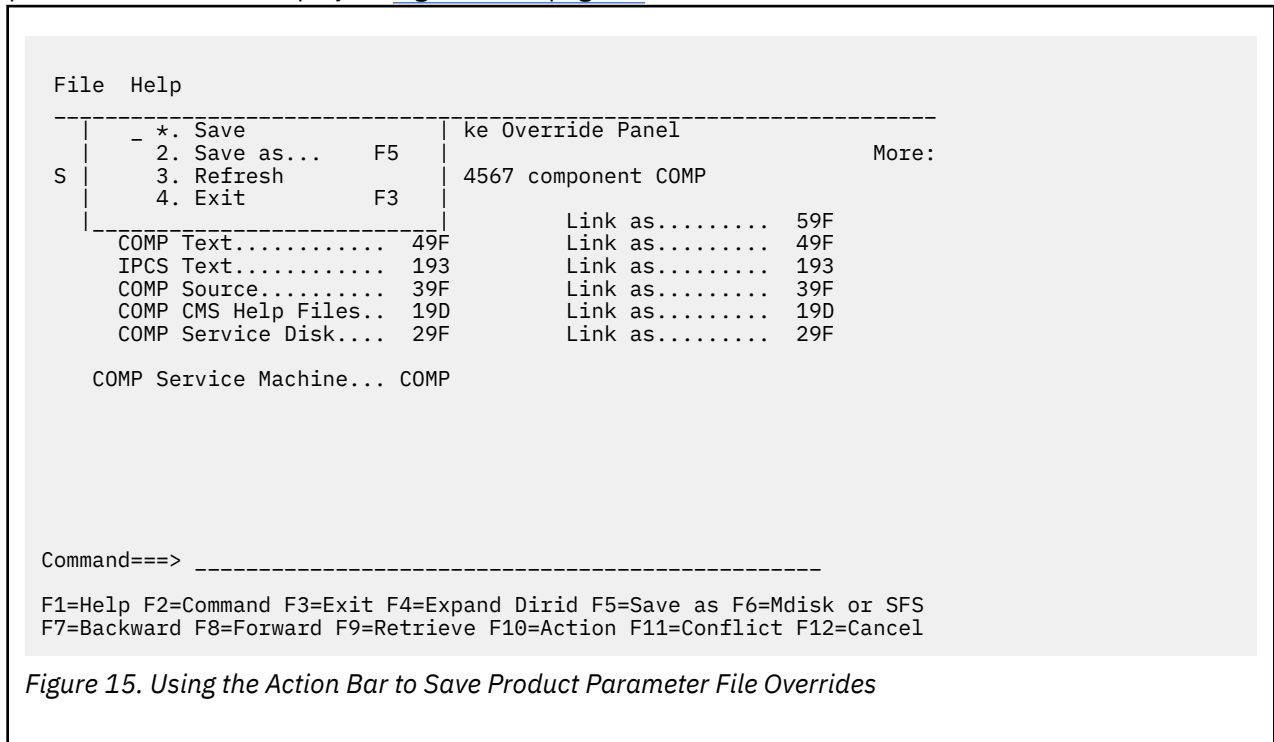 File  Help
_____________________________________________________________________
  |   _ *. Save               | ke Override Panel
  |     2. Save as...    F5   |                                 More:
S |     3. Refresh            | 4567 component COMP
  |     4. Exit          F3   |
  |___________________________|         Link as.........  59F
     COMP Text............  49F         Link as.........  49F
     IPCS Text............  193         Link as.........  193
     COMP Source..........  39F         Link as.........  39F
     COMP CMS Help Files..  19D         Link as.........  19D
     COMP Service Disk....  29F         Link as.........  29F
   COMP Service Machine... COMP
Command===> _________________________________________________
F1=Help F2=Command F3=Exit F4=Expand Dirid F5=Save as F6=Mdisk or SFS
F7=Backward F8=Forward F9=Retrieve F10=Action F11=Conflict F12=Cancel
Figure 15. Using the Action Bar to Save Product Parameter File Overrides